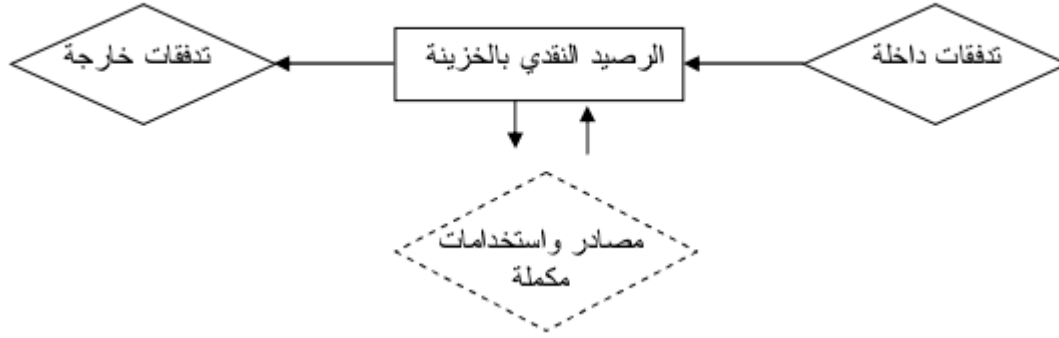 تدفقات داخلة
الرصيد النقدي بالخزينة
تدفقات خارجة
مصادر واستخدامات
مكملة